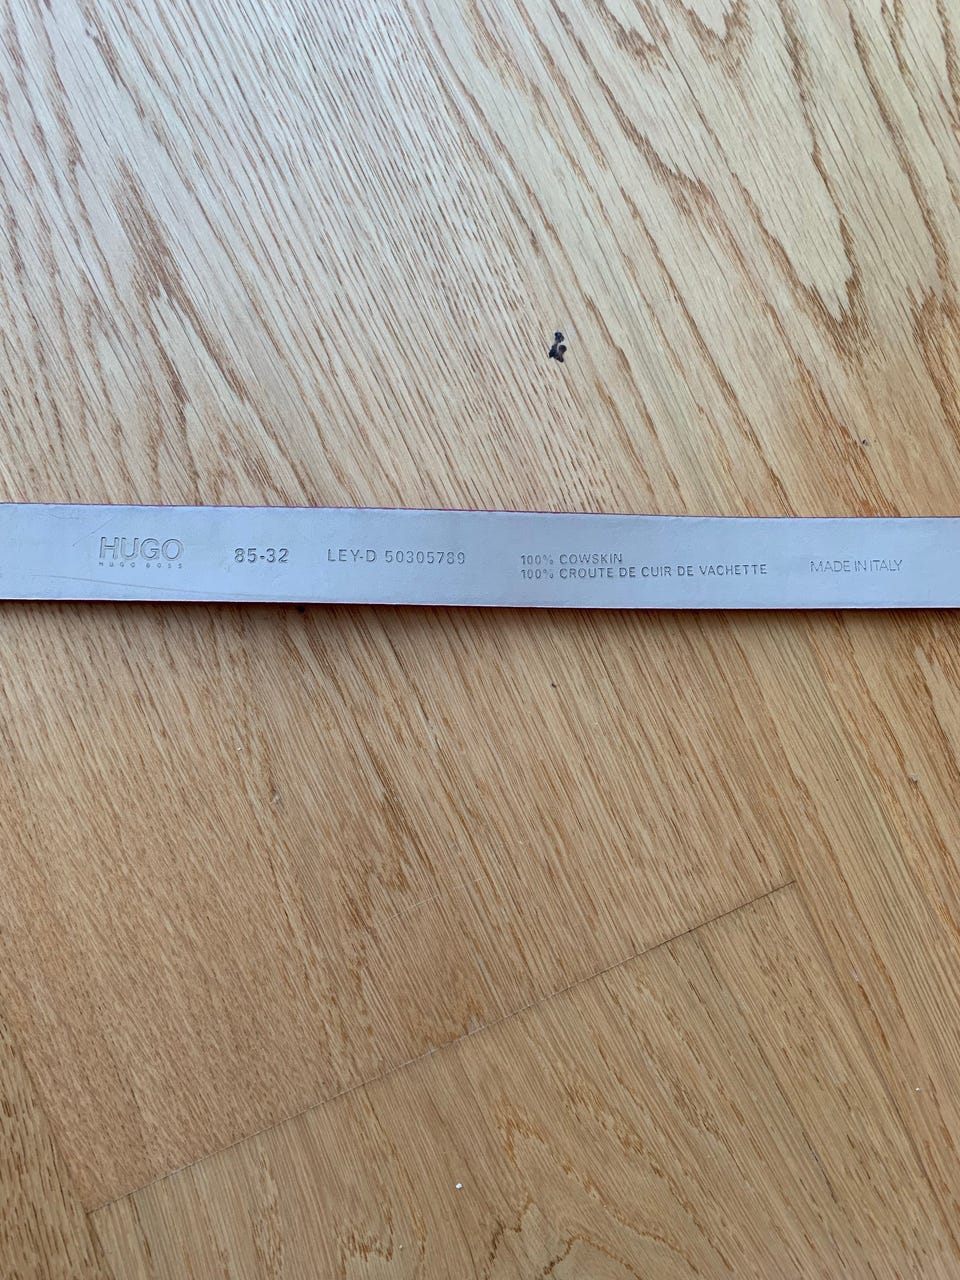 HUGO
HUGO BOSS
85-32
LEY-D 50305789
100% COWSKIN
100% CROUTE DE CUIR DE VACHETTE
MADE IN ITALY